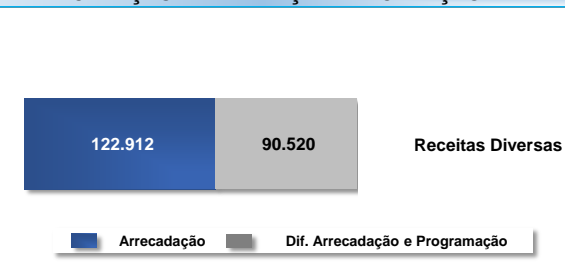 122.912 90.520 Receitas Diversas
Arrecadação Dif. Arrecadação e Programação